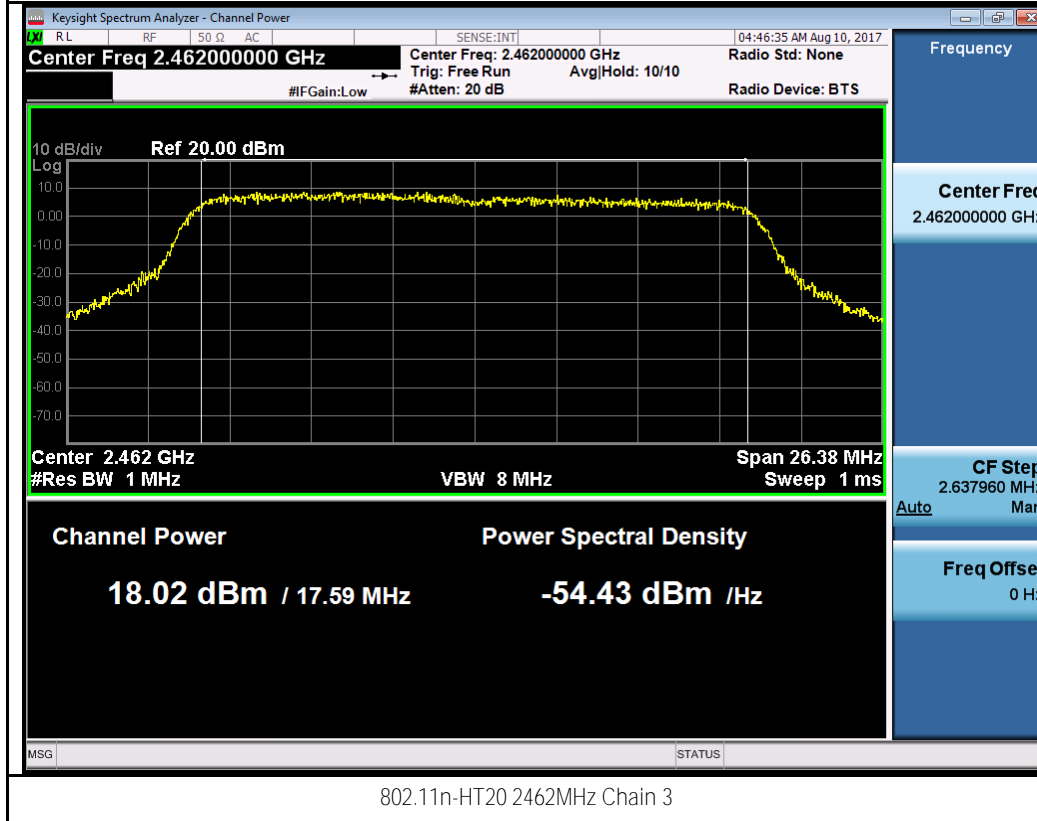 Keysight Spectrum Analyzer - Channel Power
LXI RL RF 50 Ω AC SENSE:INT 04:46:35 AM Aug 10, 2017
Center Freq 2.462000000 GHz
#IFGain:Low
Center Freq: 2.462000000 GHz
Trig: Free Run Avg|Hold: 10/10
#Atten: 20 dB
Radio Std: None
Radio Device: BTS
10 dB/div Ref 20.00 dBm
Log
10.0
0.00
-10.0
-20.0
-30.0
-40.0
-50.0
-60.0
-70.0
Center 2.462 GHz Span 26.38 MHz
#Res BW 1 MHz VBW 8 MHz Sweep 1 ms
Channel Power Power Spectral Density
18.02 dBm / 17.59 MHz -54.43 dBm /Hz
Frequency
Center Freq
2.462000000 GHz
CF Step
2.637960 MHz
Auto Man
Freq Offse
0 Hz
MSG STATUS
802.11n-HT20 2462MHz Chain 3